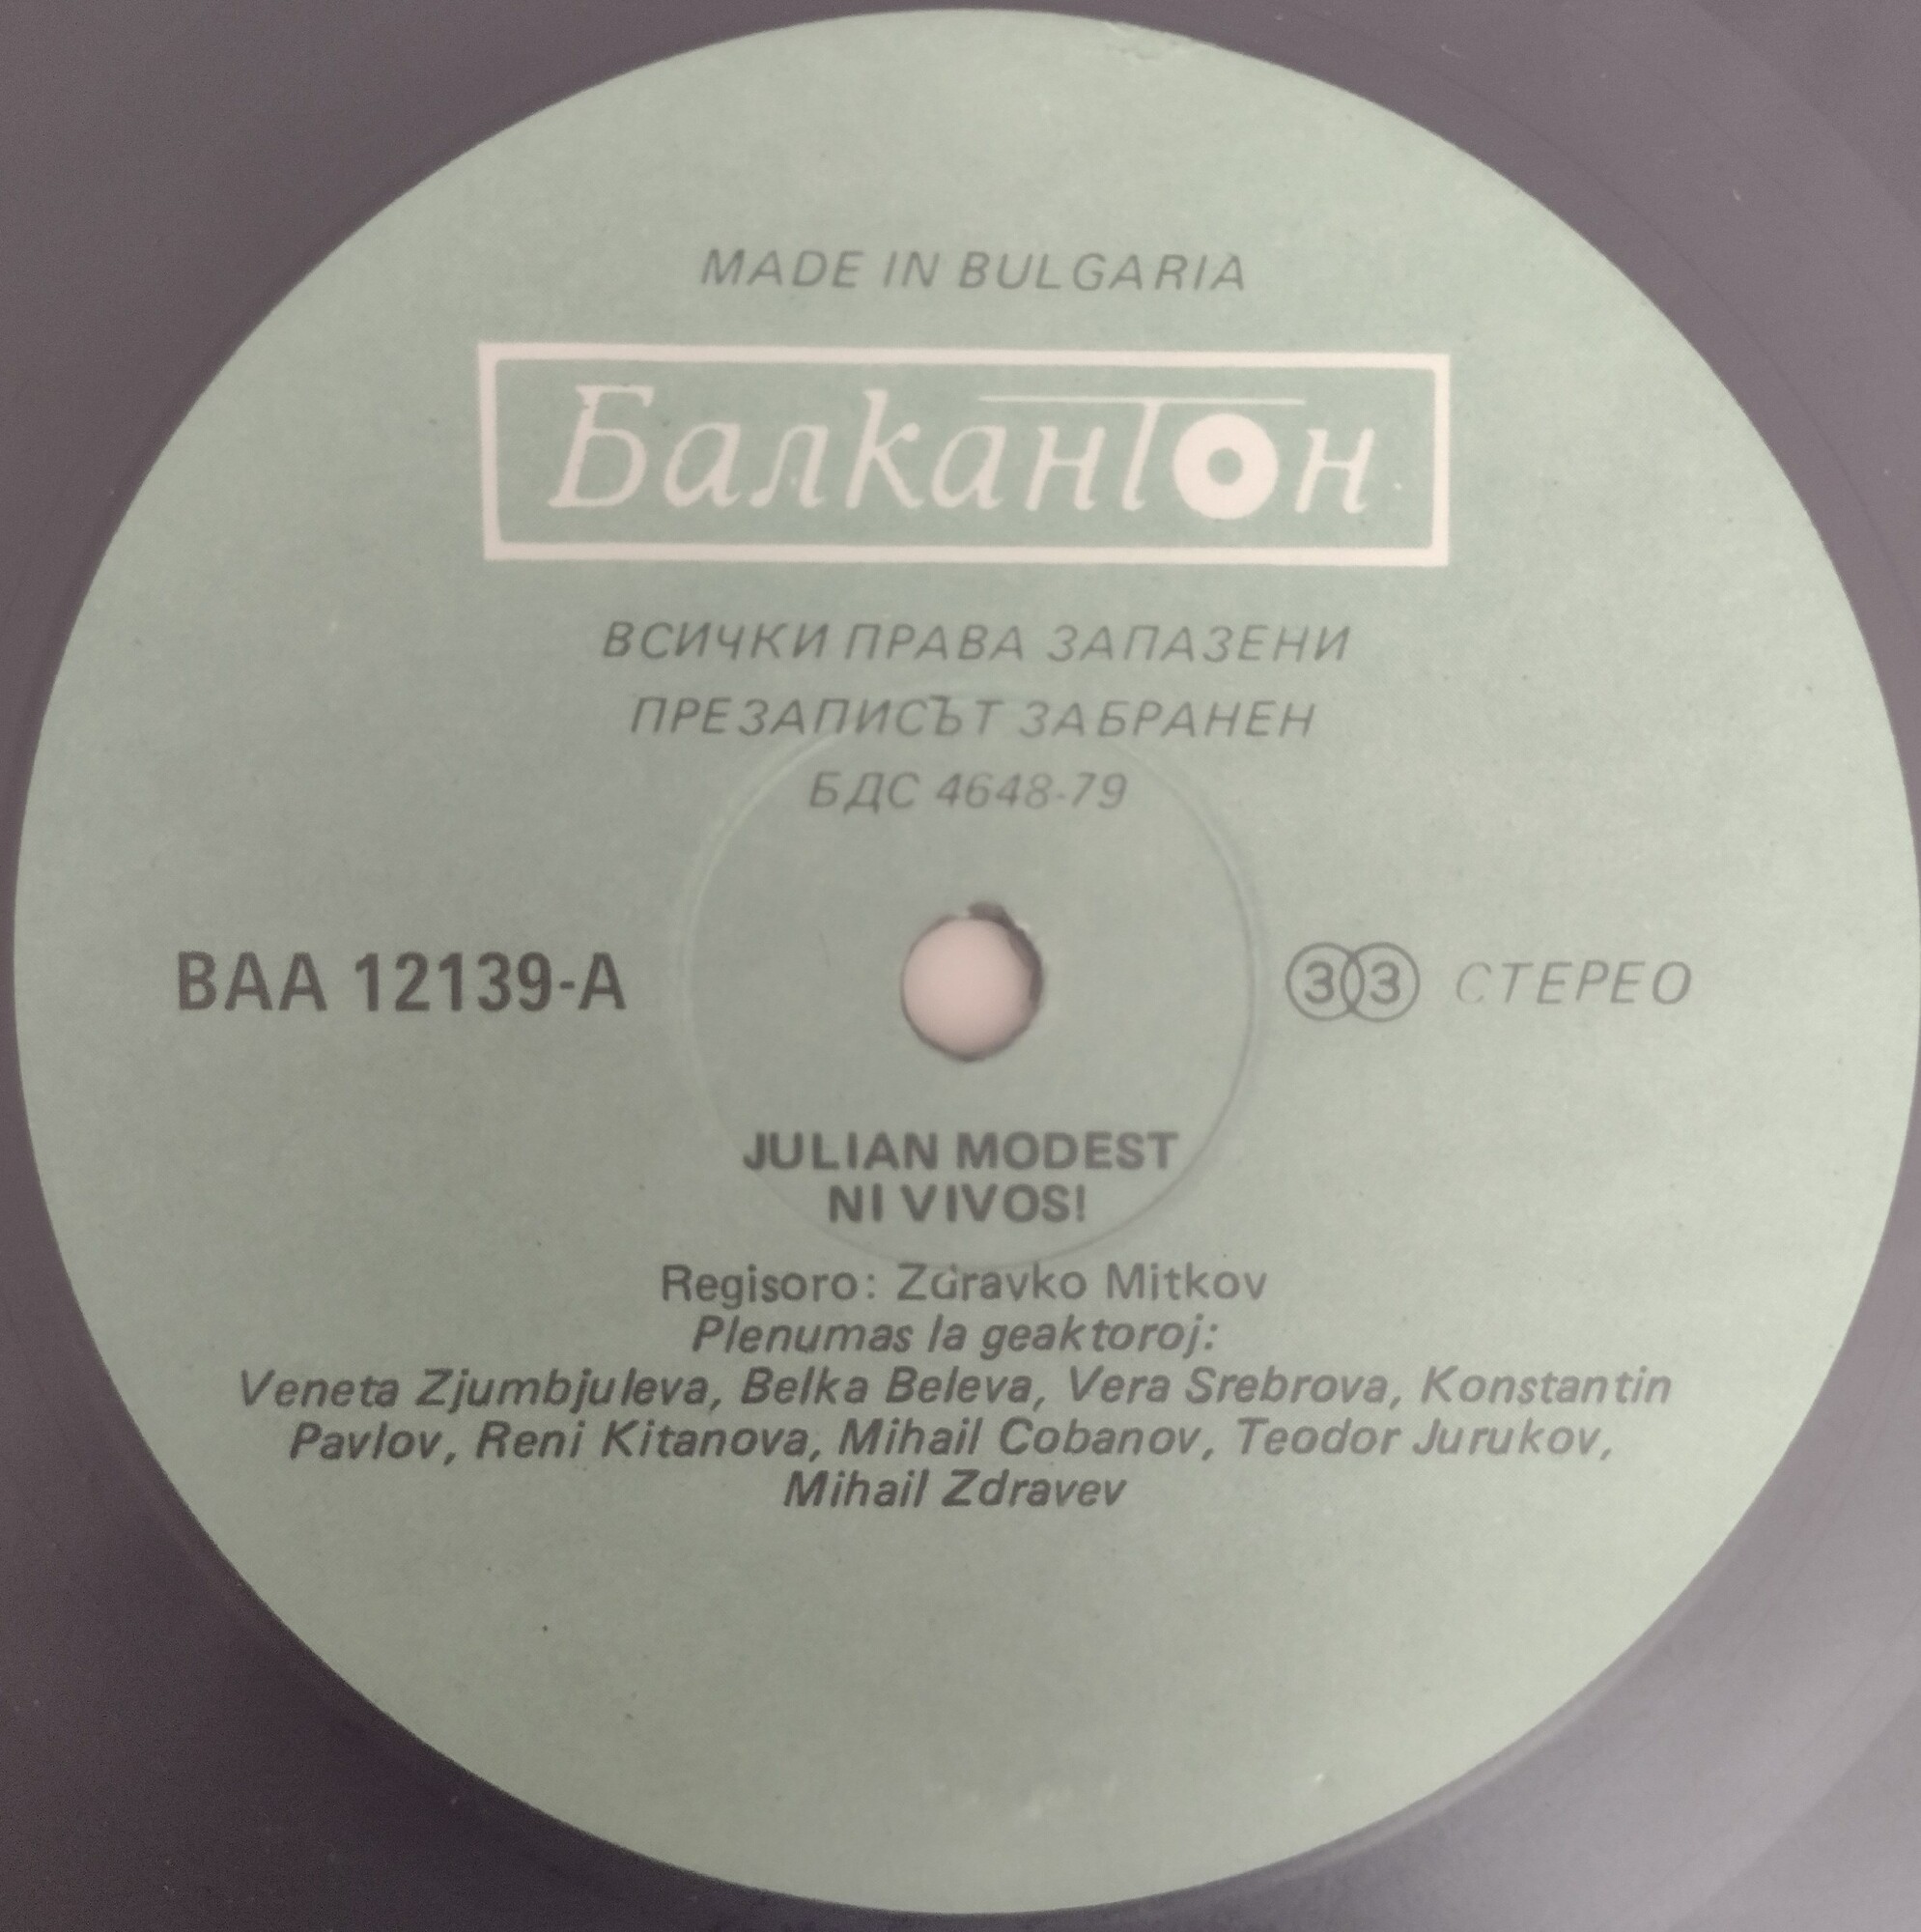 MADE IN BULGARIA
Балкантон
ВСИЧКИ ПРАВА ЗАПАЗЕНИ
ПРЕЗАПИСЪТ ЗАБРАНЕН
БДС 4648-79
ВАА 12139-А
33 СТЕРЕО
JULIAN MODEST
NI VIVOS!
Regisoro: Zdravko Mitkov
Plenumas la geaktoroj:
Veneta Zjumbjuleva, Belka Beleva, Vera Srebrova, Konstantin
Pavlov, Reni Kitanova, Mihail Cobanov, Teodor Jurukov,
Mihail Zdravev